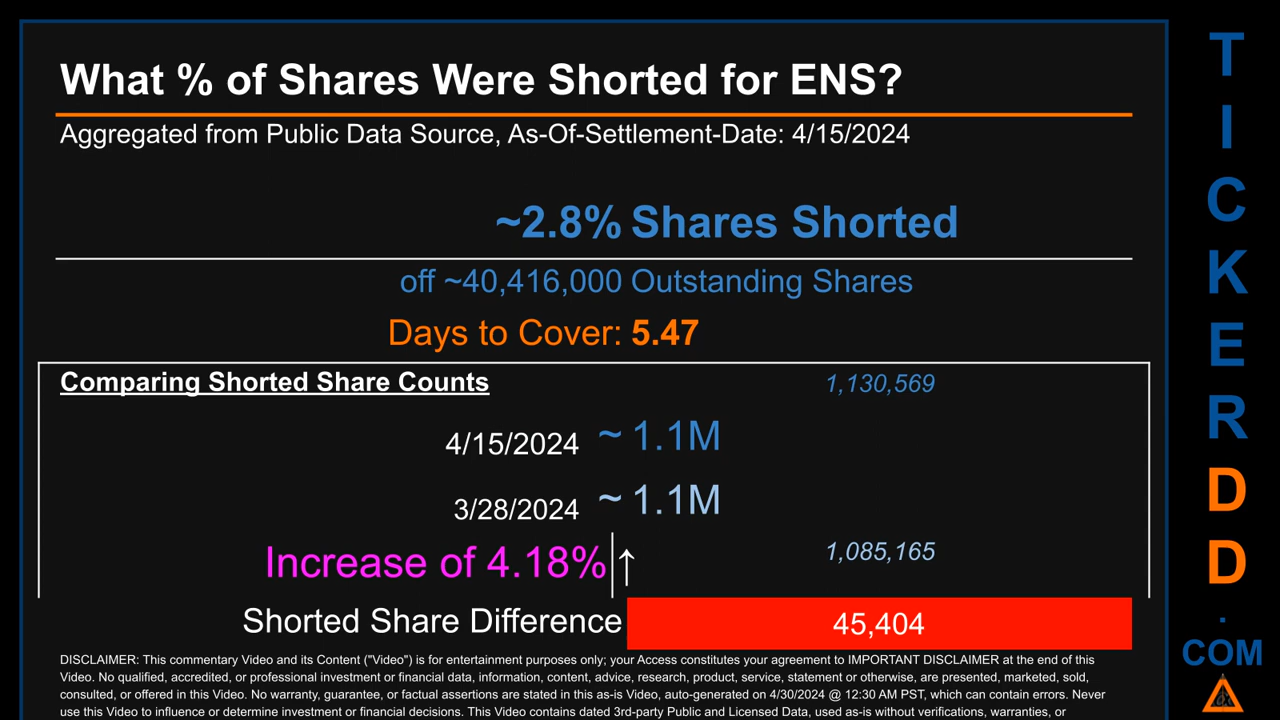 What % of Shares Were Shorted for ENS?
Aggregated from Public Data Source, As-Of-Settlement-Date: 4/15/2024
~2.8% Shares Shorted
off ~40,416,000 Outstanding Shares
Days to Cover: 5.47
Comparing Shorted Share Counts
1,130,569
4/15/2024 ~ 1.1M
3/28/2024 ~ 1.1M
Increase of 4.18% ↑
1,085,165
Shorted Share Difference 45,404
DISCLAIMER: This commentary Video and its Content ("Video") is for entertainment purposes only; your Access constitutes your agreement to IMPORTANT DISCLAIMER at the end of this
Video. No qualified, accredited, or professional investment or financial data, information, content, advice, research, product, service, statement or otherwise, are presented, marketed, sold,
consulted, or offered in this Video. No warranty, guarantee, or factual assertions are stated in this as-is Video, auto-generated on 4/30/2024 @ 12:30 AM PST, which can contain errors. Never
use this Video to influence or determine investment or financial decisions. This Video contains dated 3rd-party Public and Licensed Data, used as-is without verifications, warranties, or
T
I
C
K
E
R
D
D
.
COM